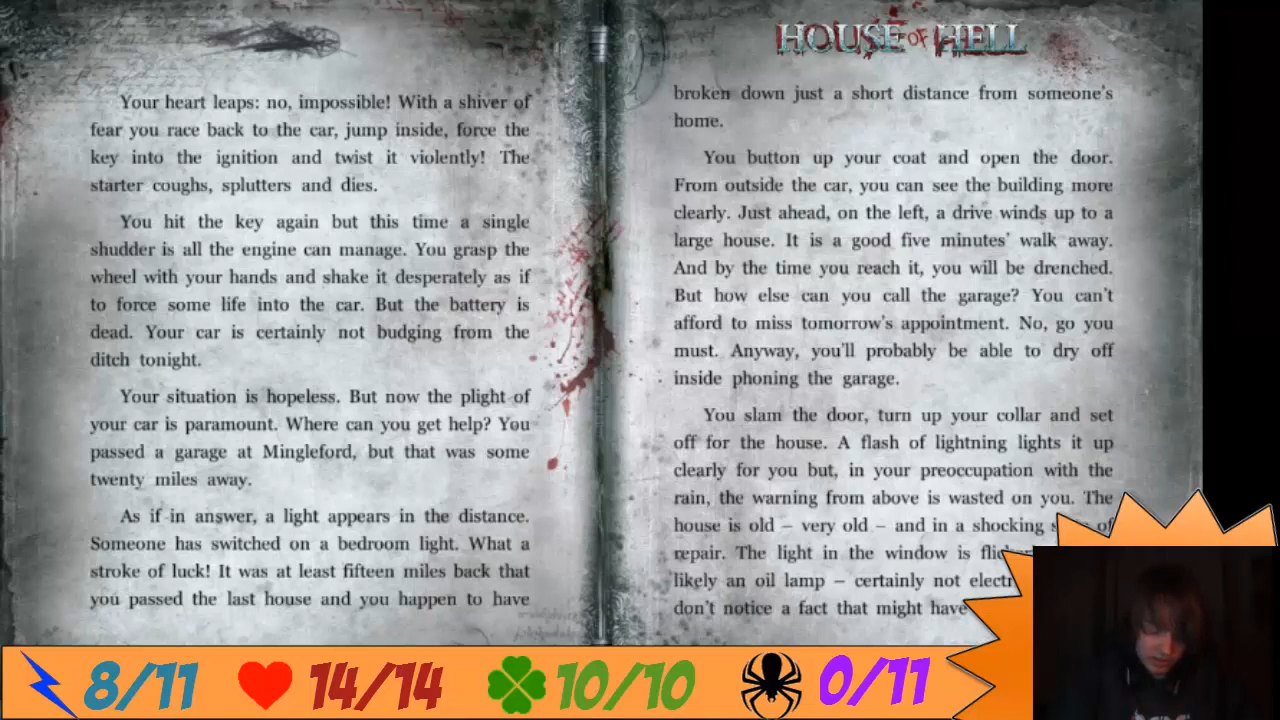 Your heart leaps: no, impossible! With a shiver of
fear you race back to the car, jump inside, force the
key into the ignition and twist it violently! The
starter coughs, splutters and dies.
You hit the key again but this time a single
shudder is all the engine can manage. You grasp the
wheel with your hands and shake it desperately as if
to force some life into the car. But the battery is
dead. Your car is certainly not budging from the
ditch tonight.
Your situation is hopeless. But now the plight of
your car is paramount. Where can you get help? You
passed a garage at Mingleford, but that was some
twenty miles away.
As if in answer, a light appears in the distance.
Someone has switched on a bedroom light. What a
stroke of luck! It was at least fifteen miles back that
you passed the last house and you happen to have
HOUSE OF HELL
broken down just a short distance from someone's
home.
You button up your coat and open the door.
From outside the car, you can see the building more
clearly. Just ahead, on the left, a drive winds up to a
large house. It is a good five minutes' walk away.
And by the time you reach it, you will be drenched.
But how else can you call the garage? You can't
afford to miss tomorrow's appointment. No, go you
must. Anyway, you'll probably be able to dry off
inside phoning the garage.
You slam the door, turn up your collar and set
off for the house. A flash of lightning lights it up
clearly for you but, in your preoccupation with the
rain, the warning from above is wasted on you. The
house is old – very old – and in a shocking of
repair. The light in the window is
likely an oil lamp – certainly not
don't notice a fact that might have
8/11 14/14 10/10 0/11